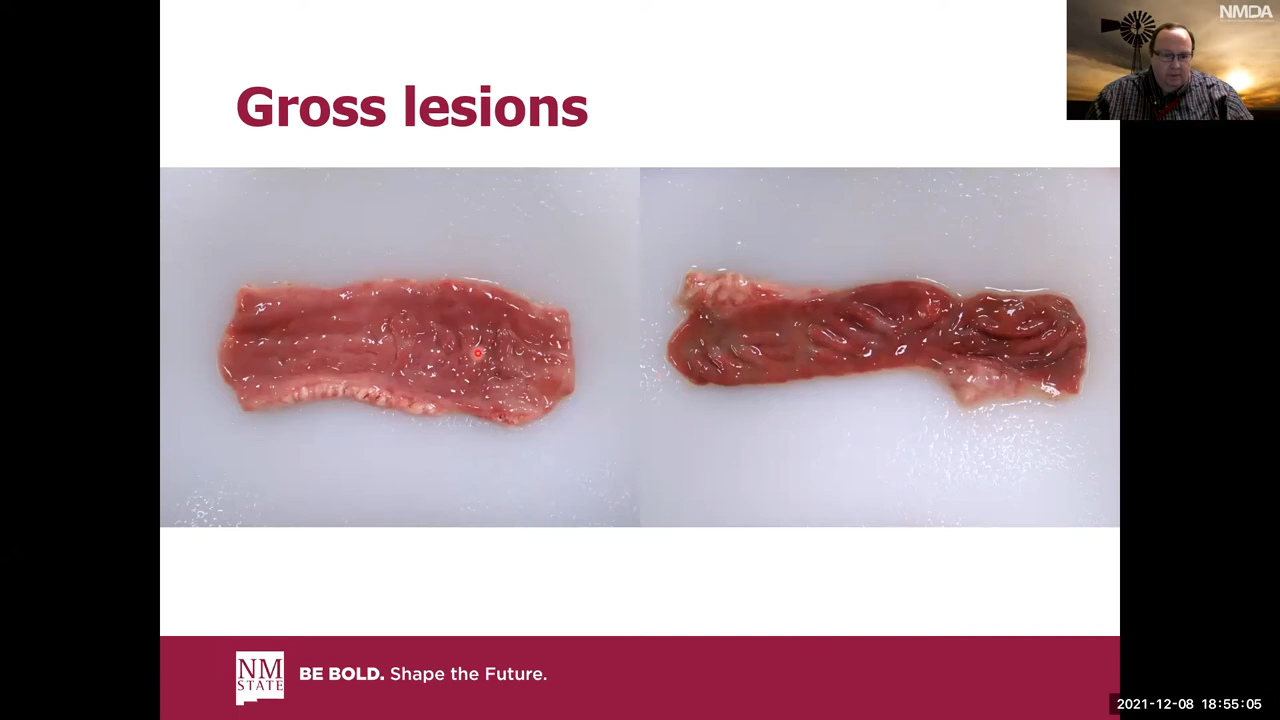 NMDA
Gross lesions
NM
STATE
BE BOLD. Shape the Future.
2021-12-08 18:55:05